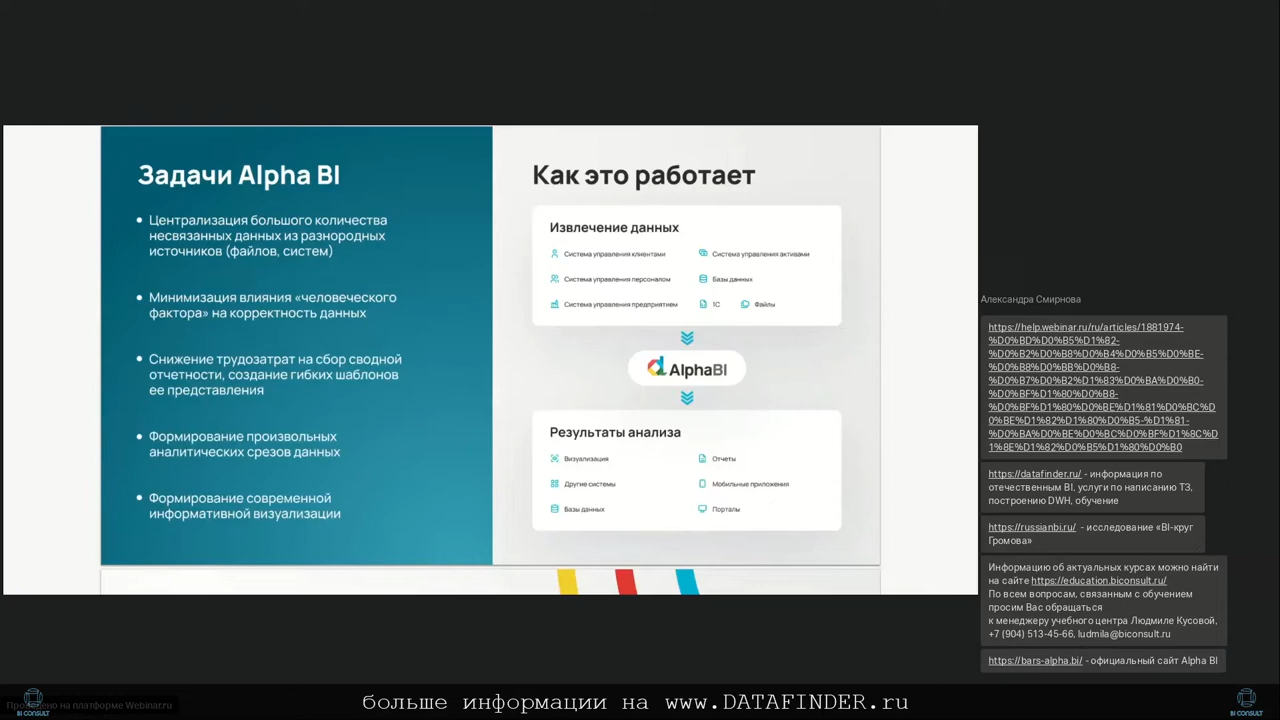 Задачи Alpha BI
Централизация большого количества
несвязанных данных из разнородных
источников (файлов, систем)
Минимизация влияния «человеческого
фактора» на корректность данных
Снижение трудозатрат на сбор сводной
отчетности, создание гибких шаблонов
ее представления
Формирование произвольных
аналитических срезов данных
Формирование современной
информативной визуализации
Как это работает
Извлечение данных
Система управления клиентами
Система управления активами
Система управления персоналом
Базы данных
Система управления предприятием
1С
Файлы
AlphaBI
Результаты анализа
Визуализация
Отчеты
Другие системы
Мобильные приложения
Базы данных
Порталы
Александра Смирнова
https://help.webinar.ru/ru/articles/1881974-
%D0%BD%D0%B5%D1%82-
%D0%B2%D0%B8%D0%B4%D0%B5%D0%BE-
%D0%B8%D0%BB%D0%B8-
%D0%B7%D0%B2%D1%83%D0%BA%D0%B0-
%D0%BF%D1%80%D0%B8-
%D0%BF%D1%80%D0%BE%D1%81%D0%BC%D
0%BE%D1%82%D1%80%D0%B5-%D1%81-
%D0%BA%D0%BE%D0%BC%D0%BF%D1%8C%D
1%8E%D1%82%D0%B5%D1%80%D0%B0
https://datafinder.ru/ - информация по
отечественным BI, услуги по написанию ТЗ,
построению DWH, обучение
https://russianbi.ru/ - исследование «BI-круг
Громова»
Информацию об актуальных курсах можно найти
на сайте https://education.biconsult.ru/
По всем вопросам, связанным с обучением
просим Вас обращаться
к менеджеру учебного центра Людмиле Кусовой,
+7 (904) 513-45-66, ludmila@biconsult.ru
https://bars-alpha.bi/ - официальный сайт Alpha BI
Проведено на платформе Webinar.ru
BI CONSULT
больше информации на www.DATAFINDER.ru
BI CONSULT